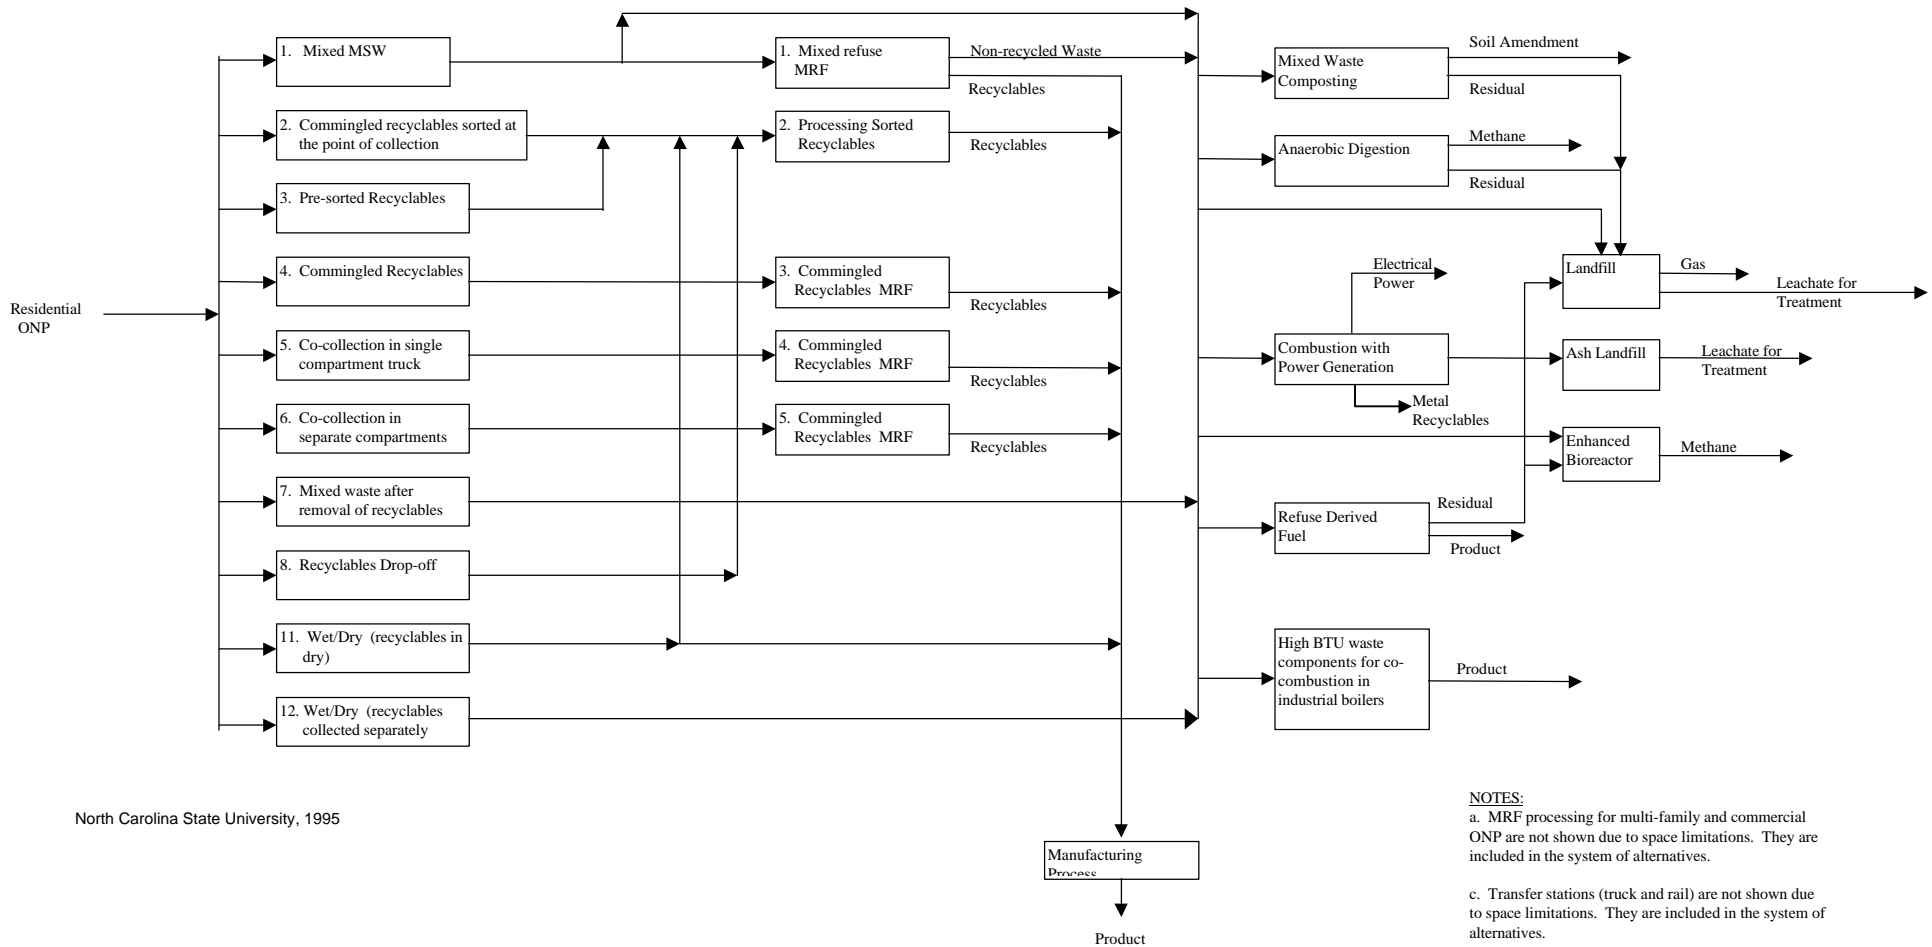 Residential
ONP
1. Mixed MSW
2. Commingled recyclables sorted at
the point of collection
3. Pre-sorted Recyclables
4. Commingled Recyclables
5. Co-collection in single
compartment truck
6. Co-collection in
separate compartments
7. Mixed waste after
removal of recyclables
8. Recyclables Drop-off
11. Wet/Dry (recyclables in
dry)
12. Wet/Dry (recyclables
collected separately
1. Mixed refuse
MRF
Non-recycled Waste
Recyclables
2. Processing Sorted
Recyclables
Recyclables
3. Commingled
Recyclables MRF
Recyclables
4. Commingled
Recyclables MRF
Recyclables
5. Commingled
Recyclables MRF
Recyclables
Manufacturing
Process
Product
Mixed Waste
Composting
Soil Amendment
Residual
Anaerobic Digestion
Methane
Residual
Landfill
Gas
Leachate for
Treatment
Electrical
Power
Combustion with
Power Generation
Metal
Recyclables
Ash Landfill
Leachate for
Treatment
Enhanced
Bioreactor
Methane
Refuse Derived
Fuel
Residual
Product
High BTU waste
components for co-
combustion in
industrial boilers
Product
North Carolina State University, 1995
NOTES:
a. MRF processing for multi-family and commercial
ONP are not shown due to space limitations. They are
included in the system of alternatives.
c. Transfer stations (truck and rail) are not shown due
to space limitations. They are included in the system of
alternatives.